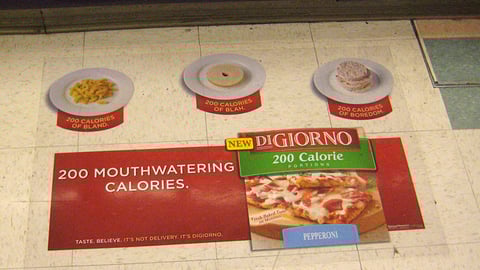 200 CALORIES
OF BLAND.
200 CALORIES
OF BLAH.
200 CALORIES
OF BOREDOM.
200 MOUTHWATERING
CALORIES.
TASTE. BELIEVE. IT'S NOT DELIVERY. IT'S DIGIORNO.
NEW
DIGIORNO
200 Calorie
PORTIONS
PEPPERONI